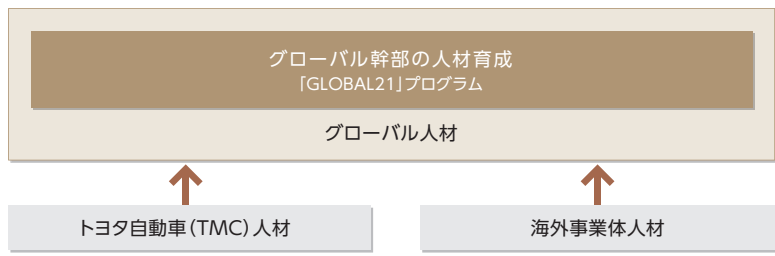 グローバル幹部の人材育成
「GLOBAL21」プログラム
グローバル人材
トヨタ自動車（TMC）人材
海外事業体人材